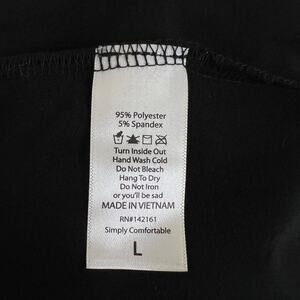 95% Polyester
5% Spandex
Turn Inside Out
Hand Wash Cold
Do Not Bleach
Hang To Dry
Do Not Iron
or you'll be sad
MADE IN VIETNAM
RN#142161
Simply Comfortable
L